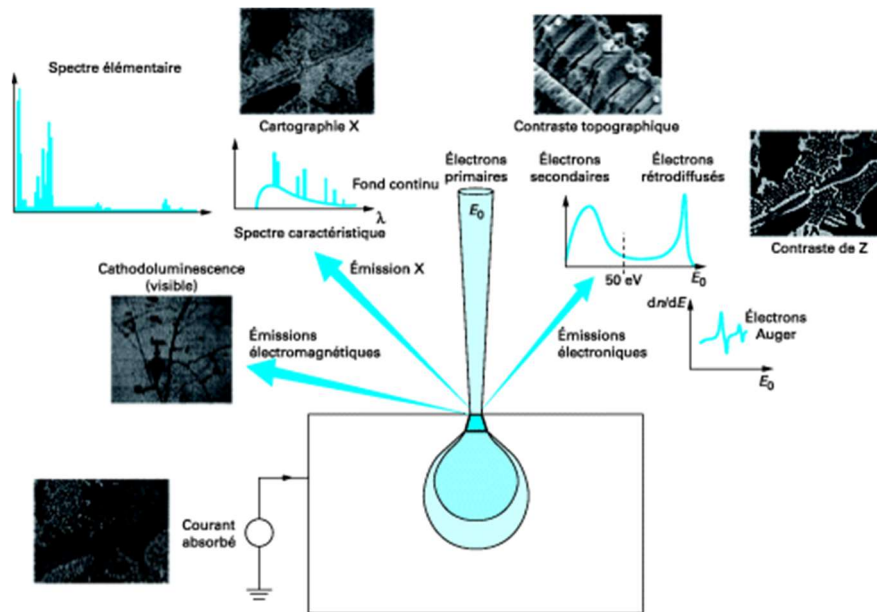 Spectre élémentaire
Cartographie X
Fond continu
λ
Spectre caractéristique
Contraste topographique
Électrons
primaires
E₀
Électrons
secondaires
Électrons
rétrodiffusés
50 eV
E₀
Contraste de Z
dn/dE
Électrons
Auger
E₀
Cathodoluminescence
(visible)
Émission X
Émissions
électromagnétiques
Émissions
électroniques
Courant
absorbé